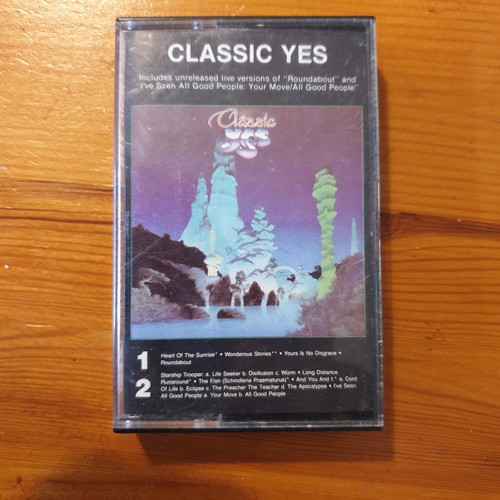 CLASSIC YES
Includes unreleased live versions of "Roundabout" and
"I've Seen All Good People: Your Move/All Good People"
Classic
YES
1
Heart Of The Sunrise* • Wonderous Stories** • Yours Is No Disgrace •
Roundabout
2
Starship Trooper: a. Life Seeker b. Disillusion c. Würm • Long Distance
Runaround* • The Fish (Schindleria Praematurus)* • And You And I:* a. Cord
Of Life b. Eclipse c. The Preacher The Teacher d. The Apocalypse • I've Seen
All Good People a. Your Move b. All Good People